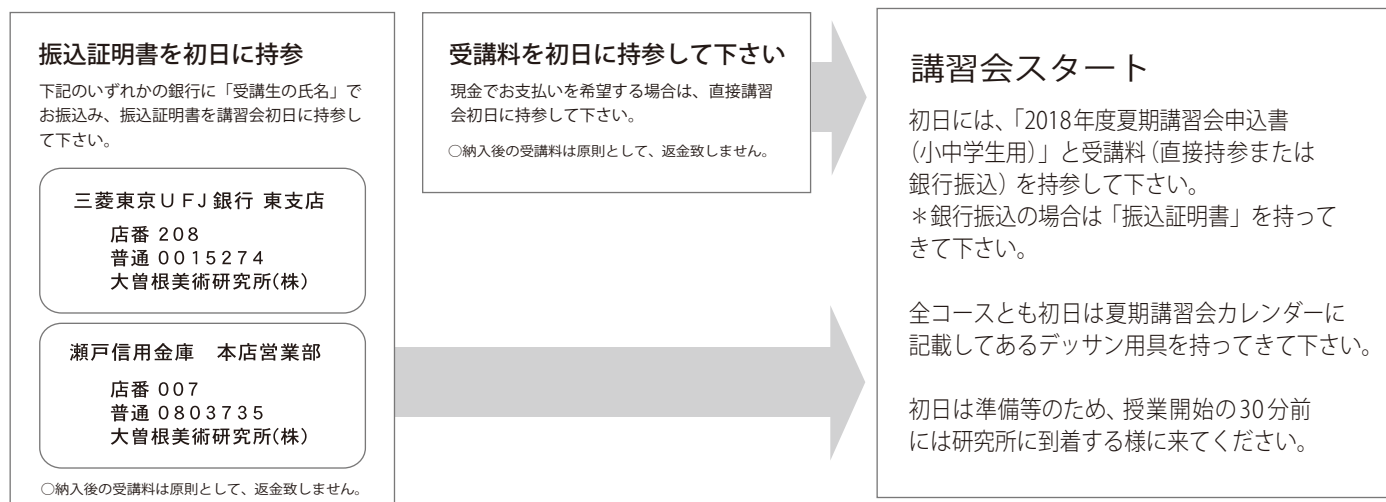 振込証明書を初日に持参
下記のいずれかの銀行に「受講生の氏名」で
お振込み、振込証明書を講習会初日に持参し
て下さい。
三菱東京UFJ銀行 東支店
店番 208
普通 0015274
大曽根美術研究所(株)
瀬戸信用金庫　本店営業部
店番 007
普通 0803735
大曽根美術研究所(株)
○納入後の受講料は原則として、返金致しません。
受講料を初日に持参して下さい
現金でお支払いを希望する場合は、直接講習
会初日に持参して下さい。
○納入後の受講料は原則として、返金致しません。
講習会スタート
初日には、「2018年度夏期講習会申込書
(小中学生用)」と受講料(直接持参または
銀行振込)を持参して下さい。
＊銀行振込の場合は「振込証明書」を持って
きて下さい。
全コースとも初日は夏期講習会カレンダーに
記載してあるデッサン用具を持ってきて下さい。
初日は準備等のため、授業開始の30分前
には研究所に到着する様に来てください。